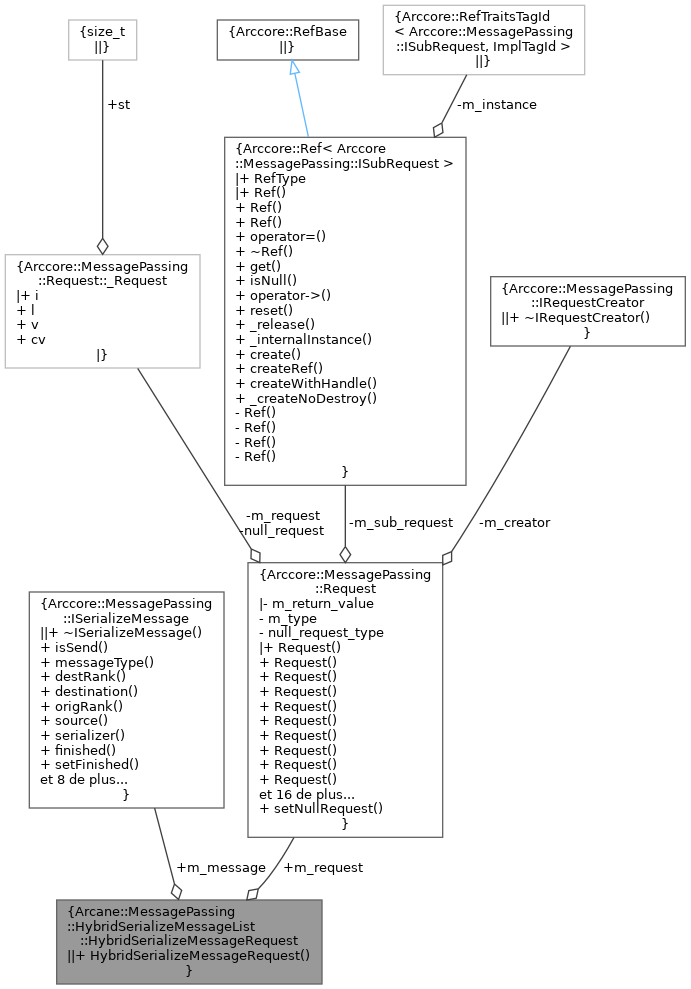 {size_t
||}
{Arccore::RefBase
||}
{Arccore::RefTraitsTagId
< Arccore::MessagePassing
::ISubRequest, ImplTagId >
||}
+st
-m_instance
{Arccore::Ref< Arccore
::MessagePassing::ISubRequest >
|+ RefType
|+ Ref()
+ Ref()
+ Ref()
+ operator=()
+ ~Ref()
+ get()
+ isNull()
+ operator->()
+ reset()
+ _release()
+ _internalInstance()
+ create()
+ createRef()
+ createWithHandle()
+ _createNoDestroy()
- Ref()
- Ref()
- Ref()
- Ref()
}
{Arccore::MessagePassing
::Request::_Request
|+ i
+ l
+ v
+ cv
|}
{Arccore::MessagePassing
::IRequestCreator
||+ ~IRequestCreator()
}
-m_request
-null_request
-m_sub_request
-m_creator
{Arccore::MessagePassing
::ISerializeMessage
||+ ~ISerializeMessage()
+ isSend()
+ messageType()
+ destRank()
+ destination()
+ origRank()
+ source()
+ serializer()
+ finished()
+ setFinished()
et 8 de plus...
}
{Arccore::MessagePassing
::Request
|- m_return_value
- m_type
- null_request_type
|+ Request()
+ Request()
+ Request()
+ Request()
+ Request()
+ Request()
+ Request()
+ Request()
+ Request()
+ Request()
et 16 de plus...
+ setNullRequest()
}
+m_message
+m_request
{Arcane::MessagePassing
::HybridSerializeMessageList
::HybridSerializeMessageRequest
||+ HybridSerializeMessageRequest()
}